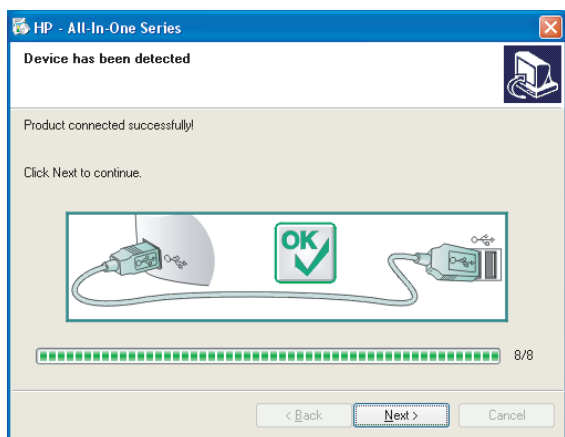 HP - All-In-One Series
Device has been detected
Product connected successfully!
Click Next to continue.
OK
8/8
< Back Next > Cancel